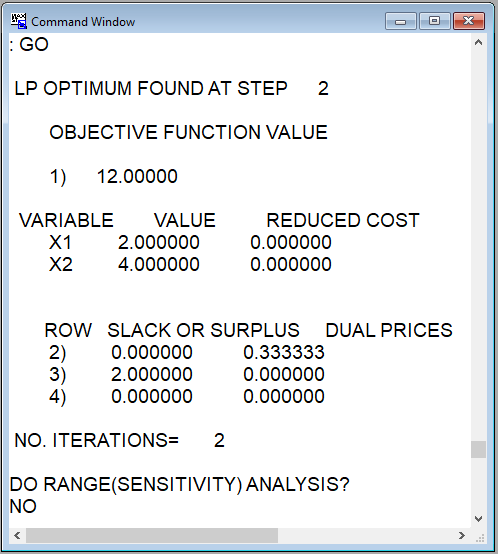 Command Window
: GO
LP OPTIMUM FOUND AT STEP 2
OBJECTIVE FUNCTION VALUE
1) 12.00000
VARIABLE VALUE REDUCED COST
X1 2.000000 0.000000
X2 4.000000 0.000000
ROW SLACK OR SURPLUS DUAL PRICES
2) 0.000000 0.333333
3) 2.000000 0.000000
4) 0.000000 0.000000
NO. ITERATIONS= 2
DO RANGE(SENSITIVITY) ANALYSIS?
NO